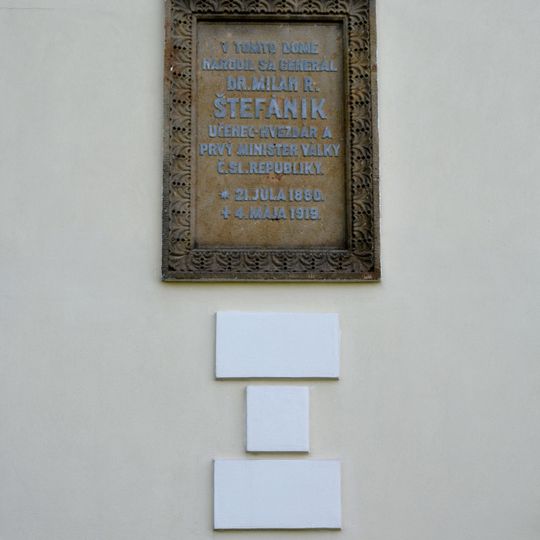 V TOMTO DOME
NARODIL SA GENERÁL
DR. MILAN R.
ŠTEFÁNIK
UČENEC-HVEZDÁR A
PRVÝ MINISTER VÁLKY
Č.SL. REPUBLIKY.
* 21. JÚLA 1880.
+ 4. MÁJA 1919.